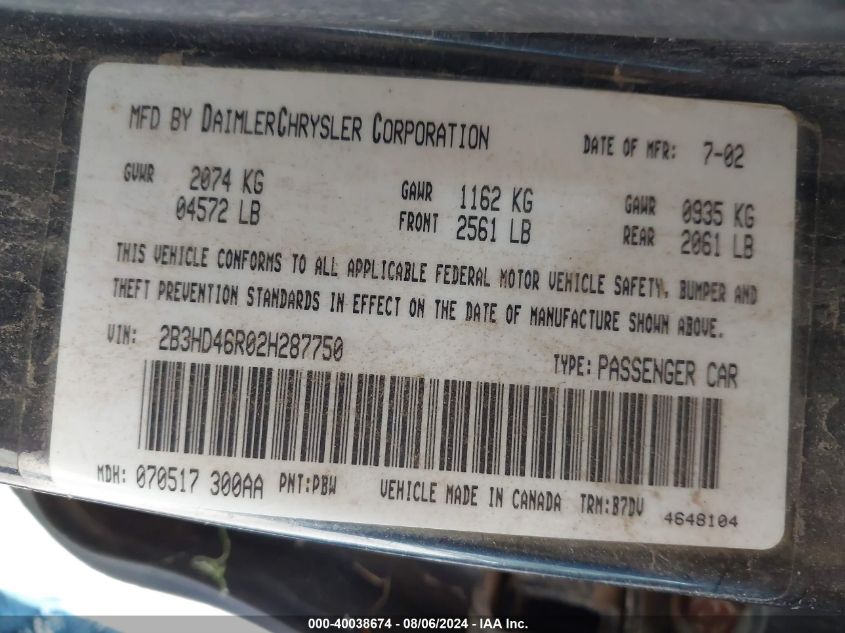 MFD BY DAIMLERCHRYSLER CORPORATION DATE OF MFR: 7-02
GVWR 2074 KG GAWR 1162 KG GAWR 0935 KG
04572 LB FRONT 2561 LB REAR 2061 LB
THIS VEHICLE CONFORMS TO ALL APPLICABLE FEDERAL MOTOR VEHICLE SAFETY, BUMPER AND
THEFT PREVENTION STANDARDS IN EFFECT ON THE DATE OF MANUFACTURE SHOWN ABOVE.
VIN: 2B3HD46R02H287750 TYPE: PASSENGER CAR
MDH: 070517 300AA PNT:PBW VEHICLE MADE IN CANADA TRM:B7DV 4648104
000-40038674 - 08/06/2024 - IAA Inc.